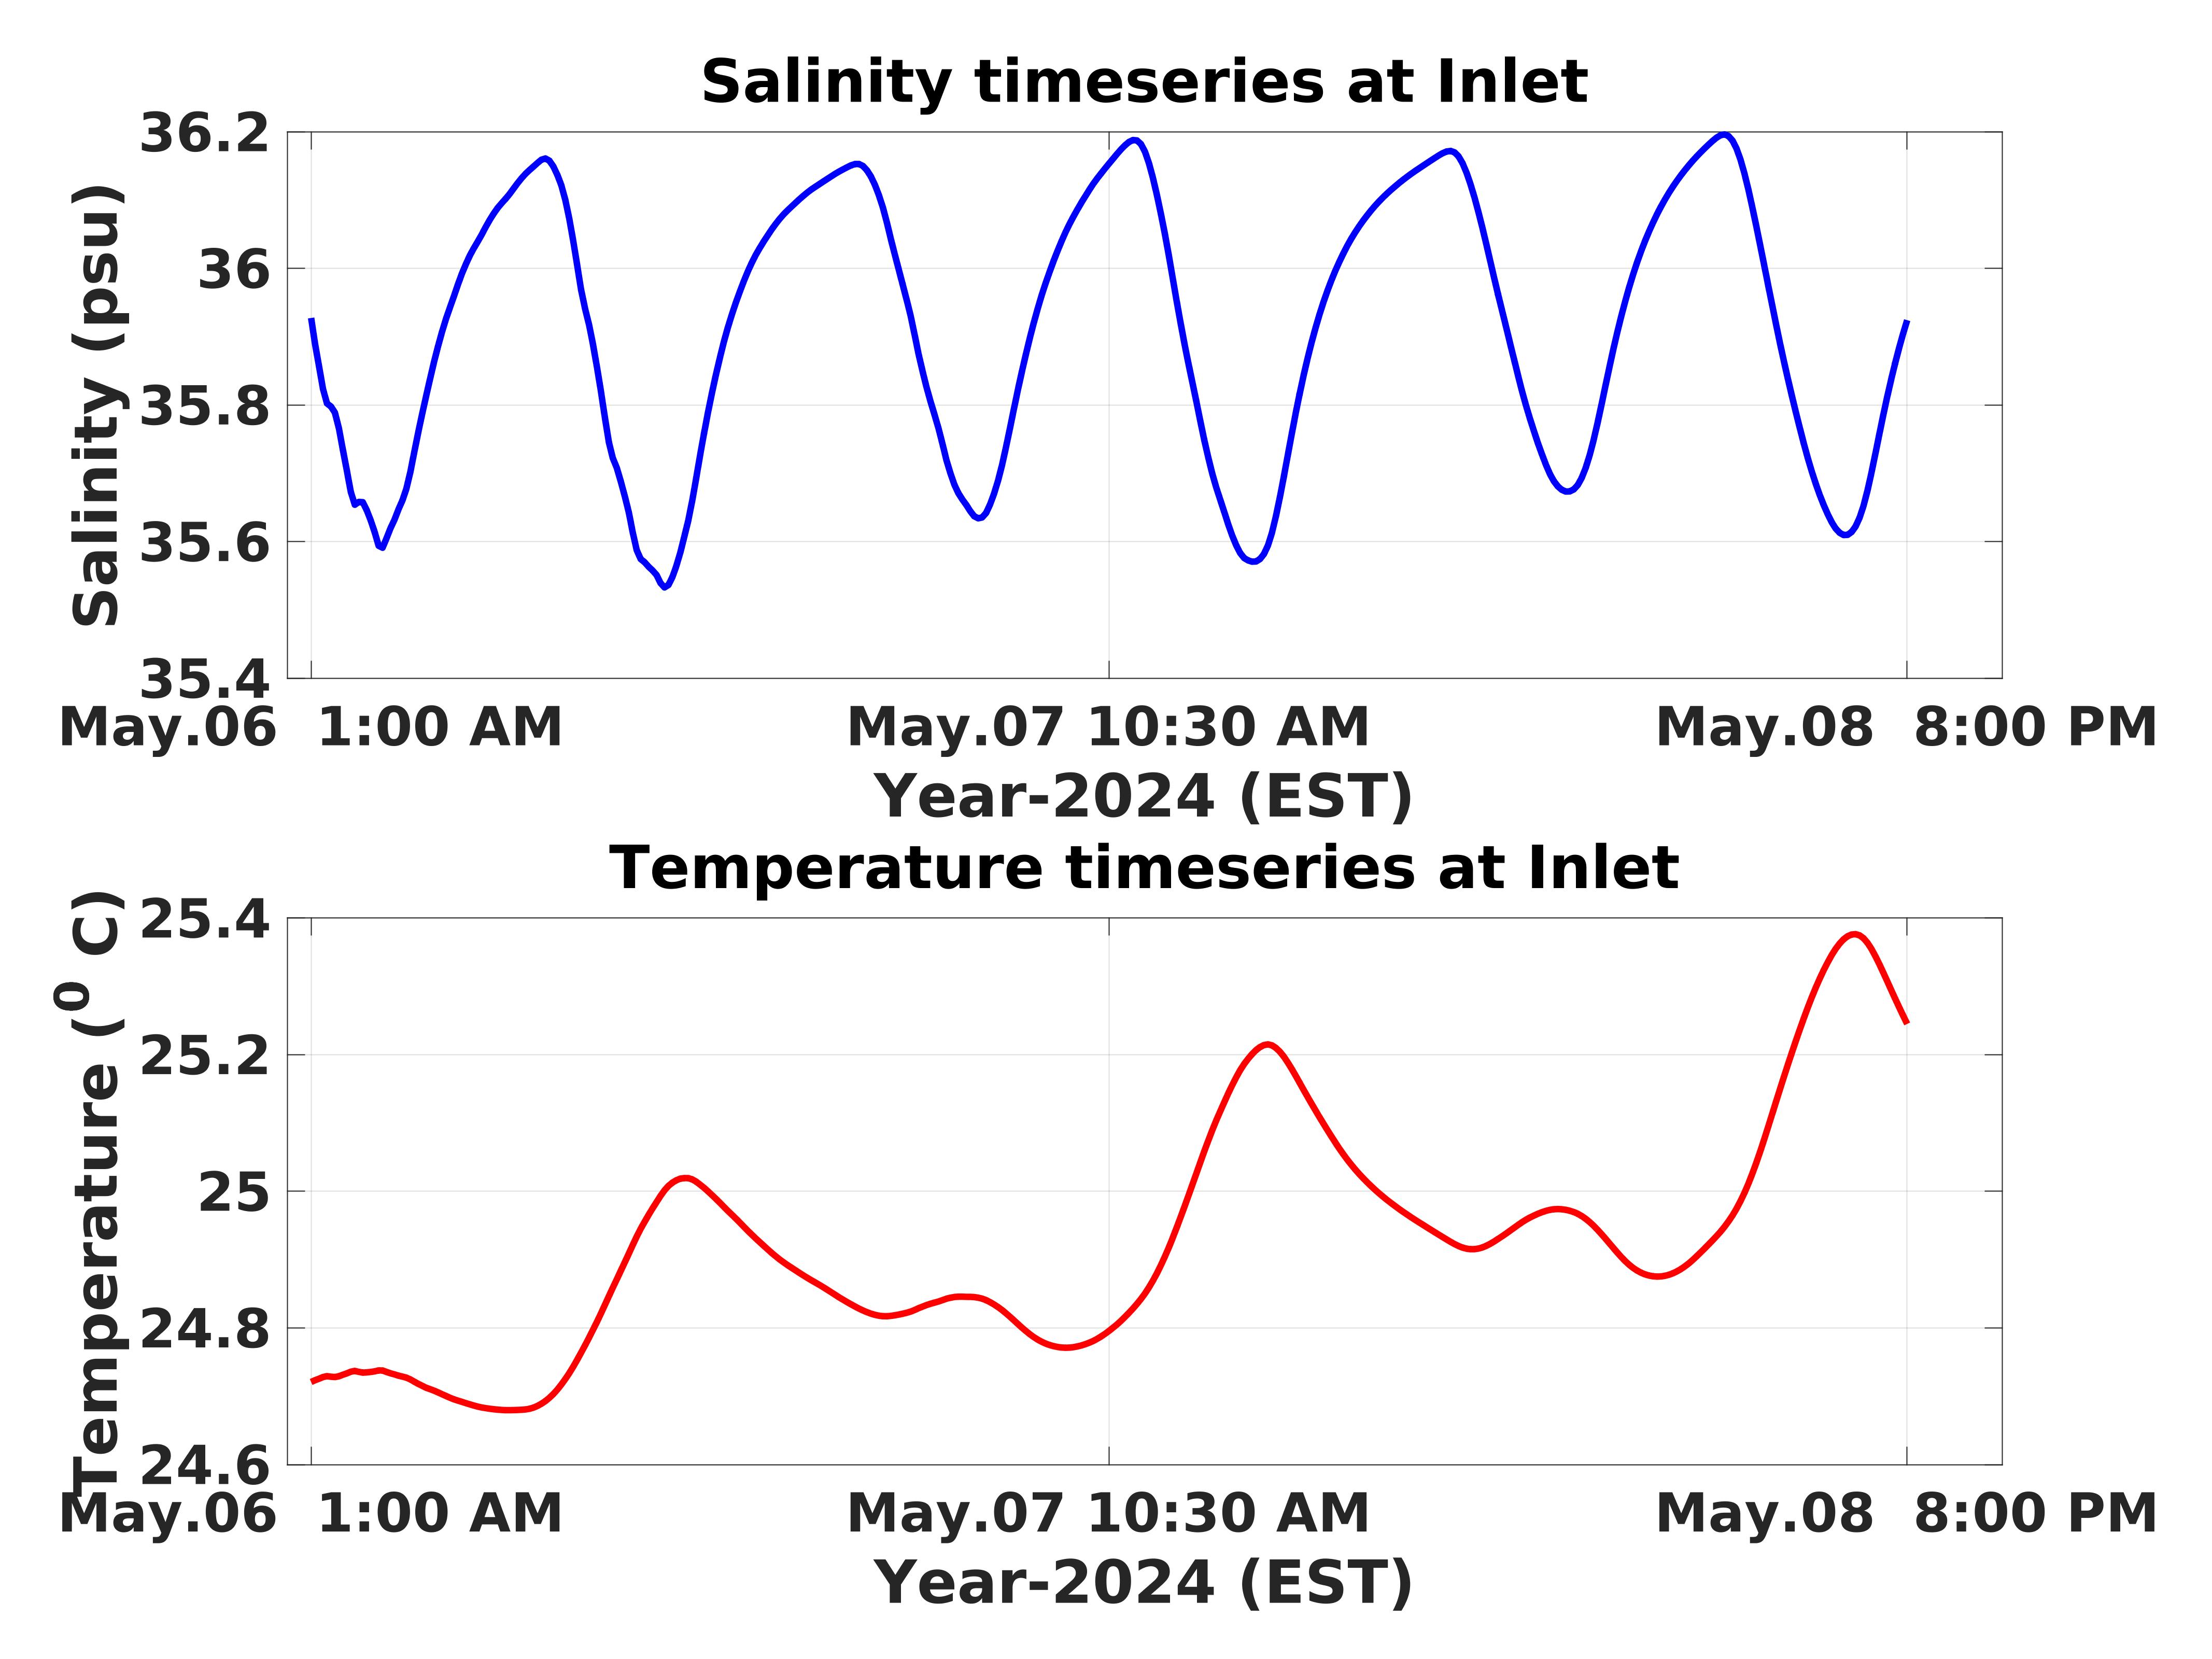 Salinity timeseries at Inlet
Salinity (psu)
36.2
36
35.8
35.6
35.4
May.06 1:00 AM
May.07 10:30 AM
May.08 8:00 PM
Year-2024 (EST)
Temperature timeseries at Inlet
Temperature (⁰ C)
25.4
25.2
25
24.8
24.6
May.06 1:00 AM
May.07 10:30 AM
May.08 8:00 PM
Year-2024 (EST)